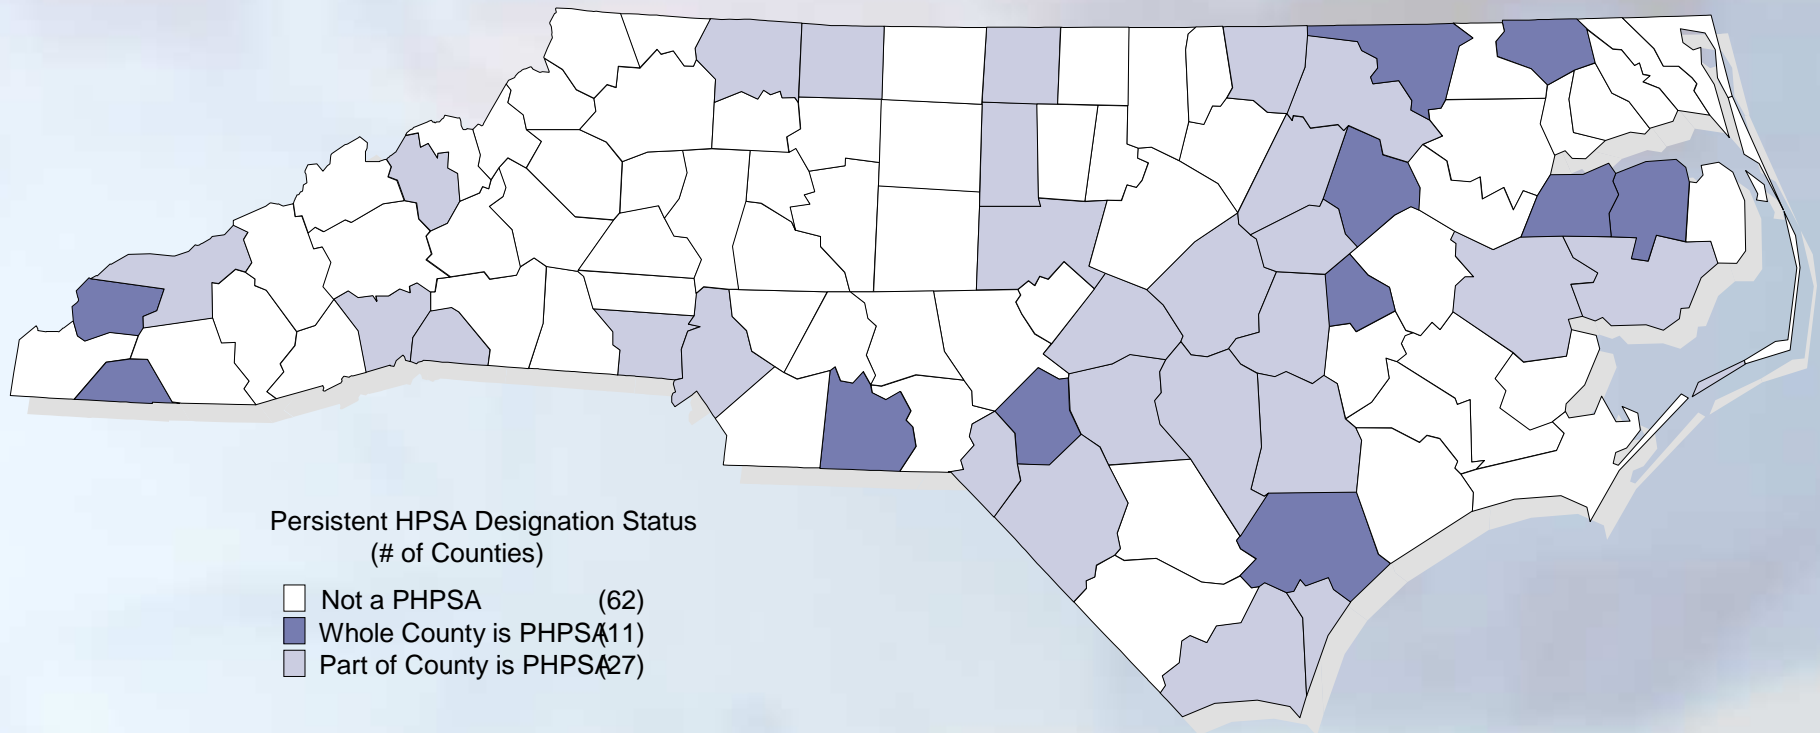 Persistent HPSA Designation Status
(# of Counties)
Not a PHPSA (62)
Whole County is PHPSA (11)
Part of County is PHPSA (27)